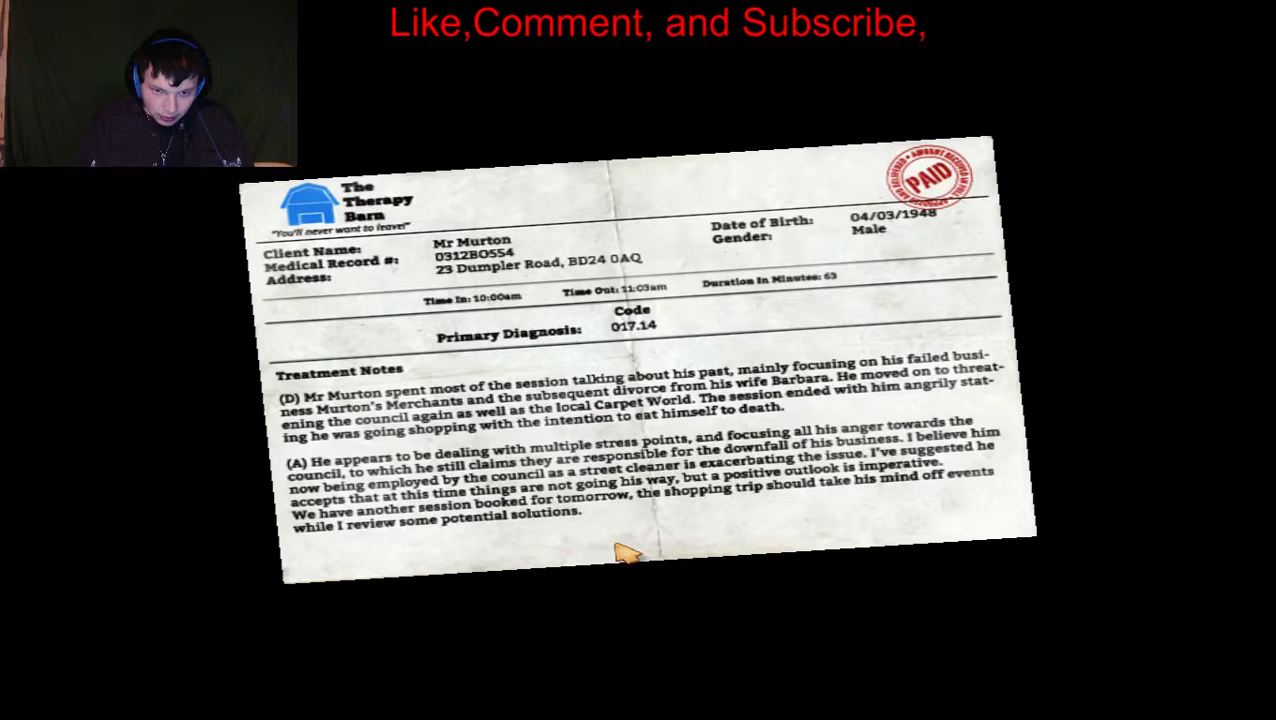 Like,Comment, and Subscribe,
The
Therapy
Barn
"You'll never want to leave!"
PAID
Client Name: Mr Murton
Medical Record #: 0312BO554
Address: 23 Dumpler Road, BD24 0AQ
Date of Birth: 04/03/1948
Gender: Male
Time In: 10:00am Time Out: 11:03am Duration In Minutes: 63
Code
Primary Diagnosis: 017.14
Treatment Notes
(D) Mr Murton spent most of the session talking about his past, mainly focusing on his failed busi-
ness Murton's Merchants and the subsequent divorce from his wife Barbara. He moved on to threat-
ening the council again as well as the local Carpet World. The session ended with him angrily stat-
ing he was going shopping with the intention to eat himself to death.
(A) He appears to be dealing with multiple stress points, and focusing all his anger towards the
council, to which he still claims they are responsible for the downfall of his business. I believe him
now being employed by the council as a street cleaner is exacerbating the issue. I've suggested he
accepts that at this time things are not going his way, but a positive outlook is imperative.
We have another session booked for tomorrow, the shopping trip should take his mind off events
while I review some potential solutions.